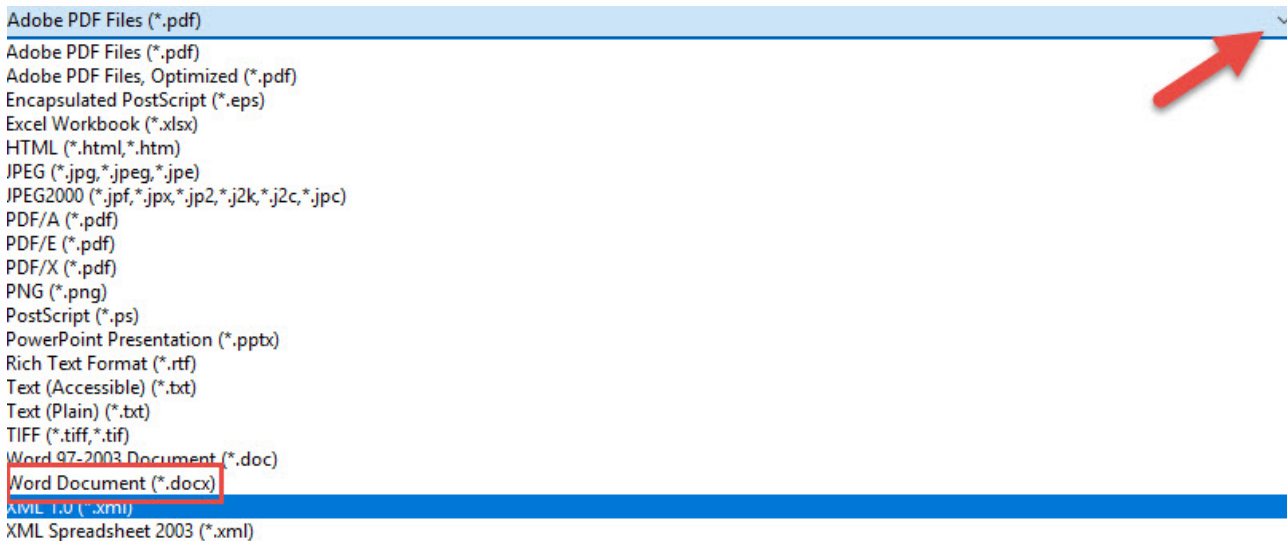 Adobe PDF Files (*.pdf)
Adobe PDF Files (*.pdf)
Adobe PDF Files, Optimized (*.pdf)
Encapsulated PostScript (*.eps)
Excel Workbook (*.xlsx)
HTML (*.html,*.htm)
JPEG (*.jpg,*.jpeg,*.jpe)
JPEG2000 (*.jpf,*.jpx,*.jp2,*.j2k,*.j2c,*.jpc)
PDF/A (*.pdf)
PDF/E (*.pdf)
PDF/X (*.pdf)
PNG (*.png)
PostScript (*.ps)
PowerPoint Presentation (*.pptx)
Rich Text Format (*.rtf)
Text (Accessible) (*.txt)
Text (Plain) (*.txt)
TIFF (*.tiff,*.tif)
Word 97-2003 Document (*.doc)
Word Document (*.docx)
XML 1.0 (*.xml)
XML Spreadsheet 2003 (*.xml)